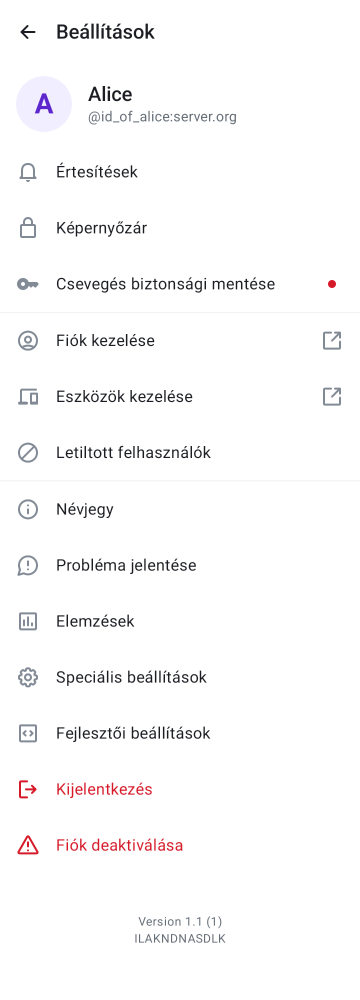 Beállítások
A
Alice
@id_of_alice:server.org
Értesítések
Képernyőzár
Csevegés biztonsági mentése
Fiók kezelése
Eszközök kezelése
Letiltott felhasználók
Névjegy
Probléma jelentése
Elemzések
Speciális beállítások
Fejlesztői beállítások
Kijelentkezés
Fiók deaktiválása
Version 1.1 (1)
ILAKNDNASDLK